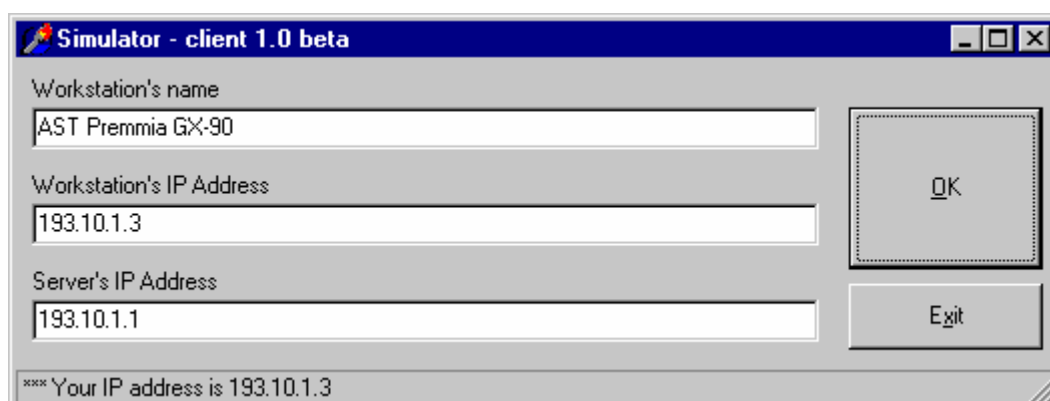 Simulator - client 1.0 beta
Workstation's name
AST Premmia GX-90
Workstation's IP Address
193.10.1.3
OK
Server's IP Address
193.10.1.1
Exit
*** Your IP address is 193.10.1.3